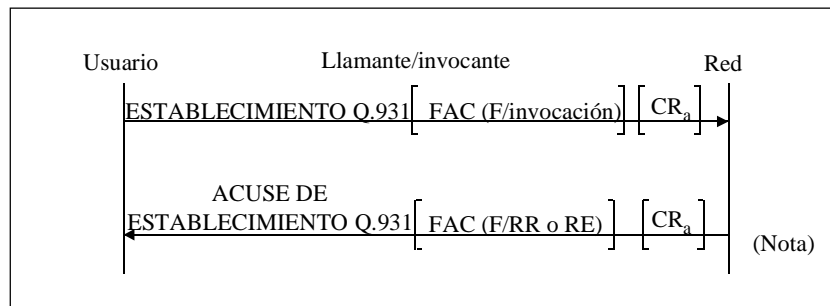 Usuario Llamante/invocante Red
ESTABLECIMIENTO Q.931 [ FAC (F/invocación) ] [ CRa ]
ACUSE DE
ESTABLECIMIENTO Q.931 [ FAC (F/RR o RE) ] [ CRa ]
(Nota)